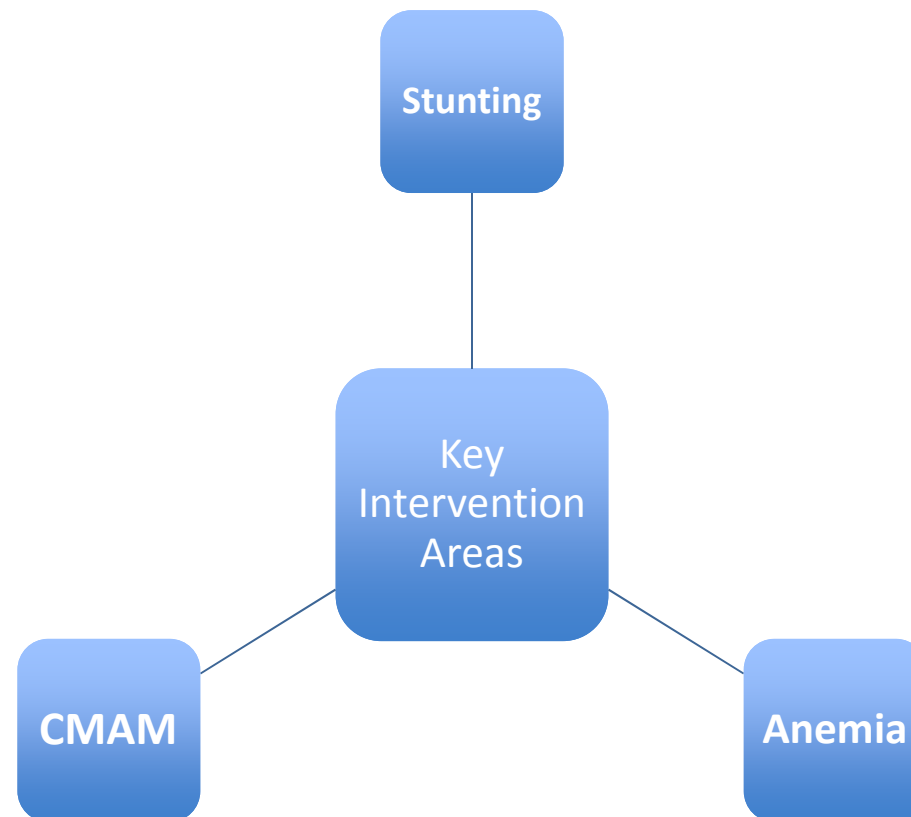 Stunting
Key
Intervention
Areas
CMAM
Anemia